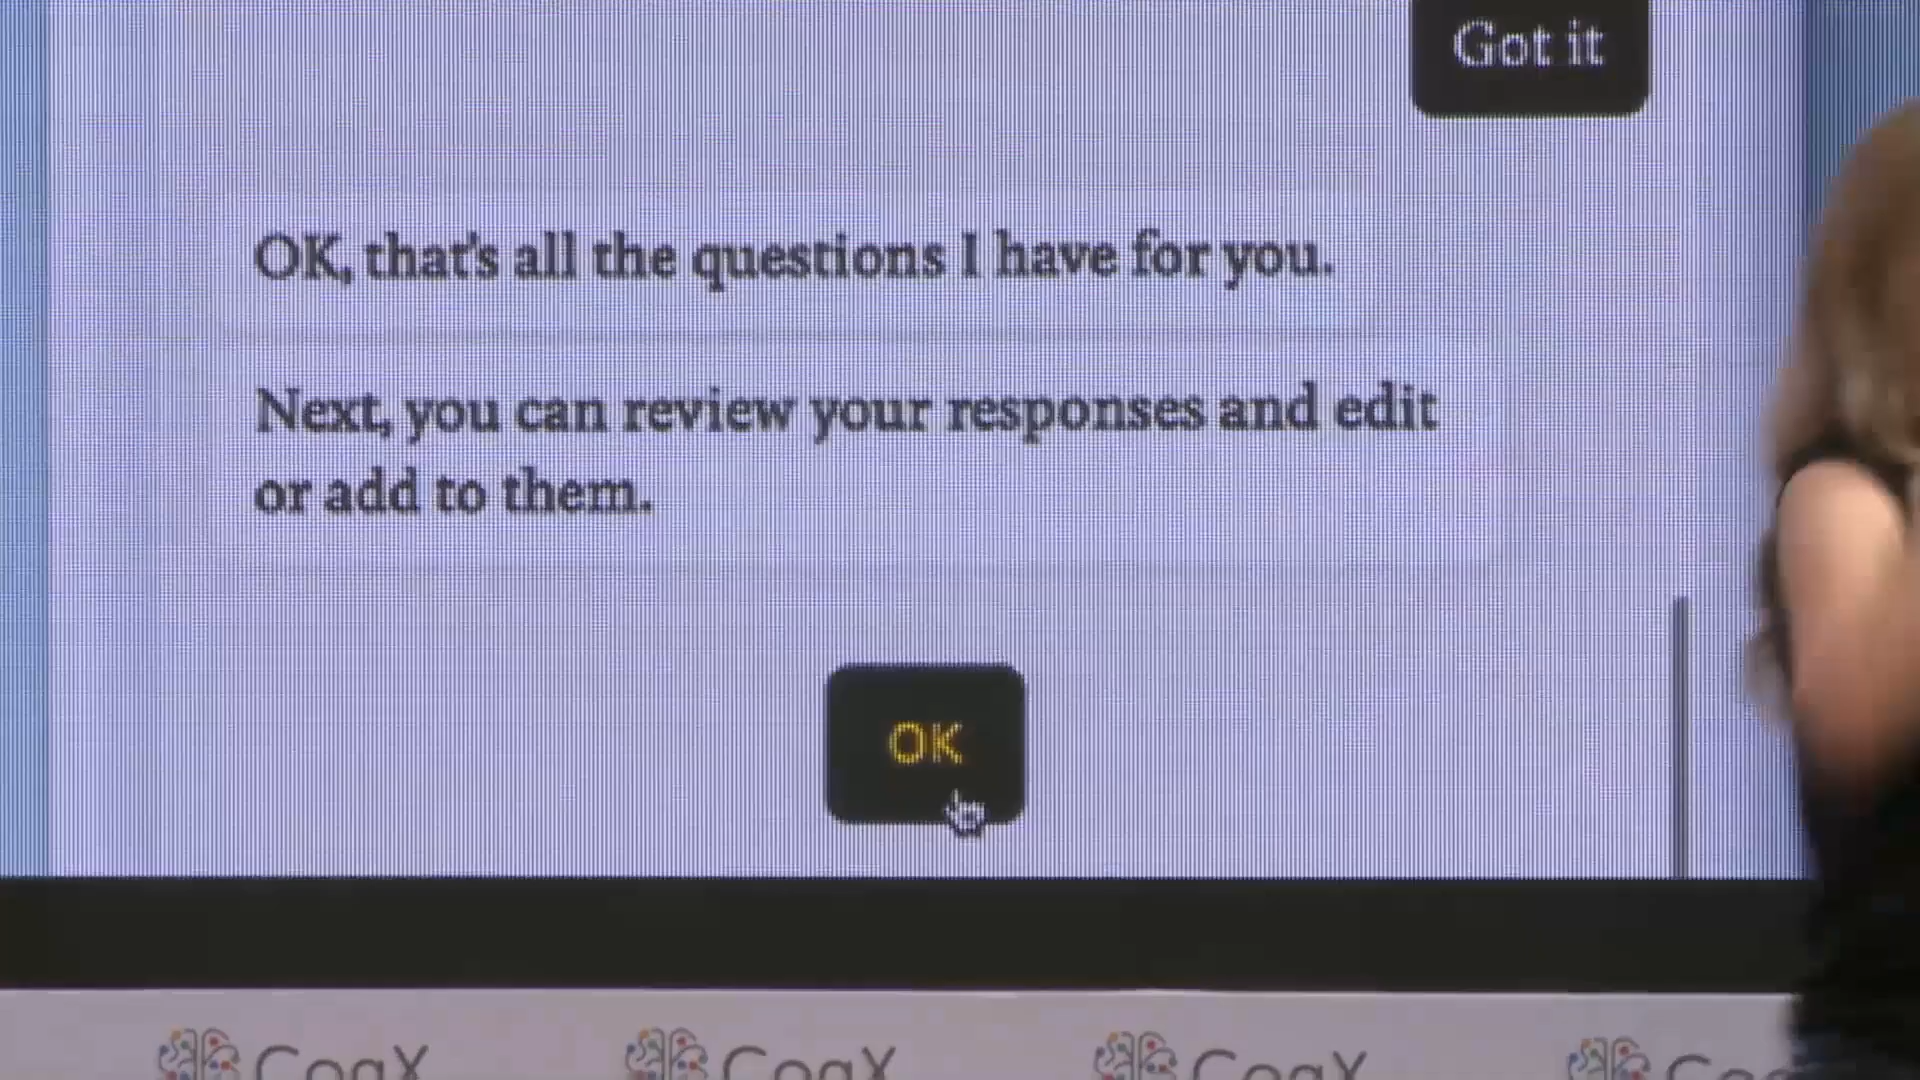 Got it
OK, that's all the questions I have for you.
Next, you can review your responses and edit
or add to them.
OK
CogX CogX CogX